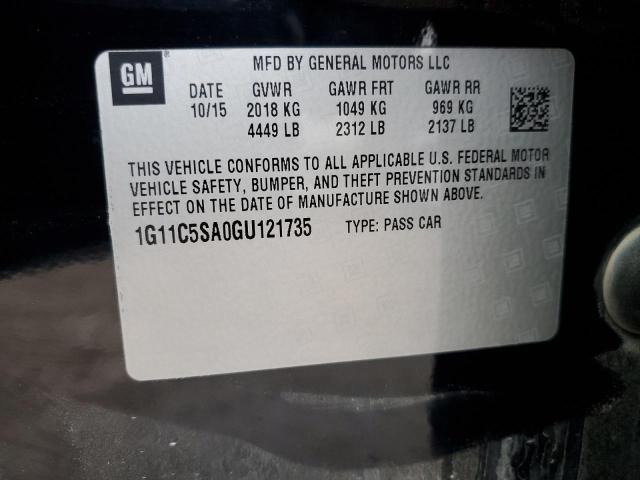 GM
MFD BY GENERAL MOTORS LLC
DATE GVWR GAWR FRT GAWR RR
10/15 2018 KG 1049 KG 969 KG
4449 LB 2312 LB 2137 LB
THIS VEHICLE CONFORMS TO ALL APPLICABLE U.S. FEDERAL MOTOR
VEHICLE SAFETY, BUMPER, AND THEFT PREVENTION STANDARDS IN
EFFECT ON THE DATE OF MANUFACTURE SHOWN ABOVE.
1G11C5SA0GU121735 TYPE: PASS CAR